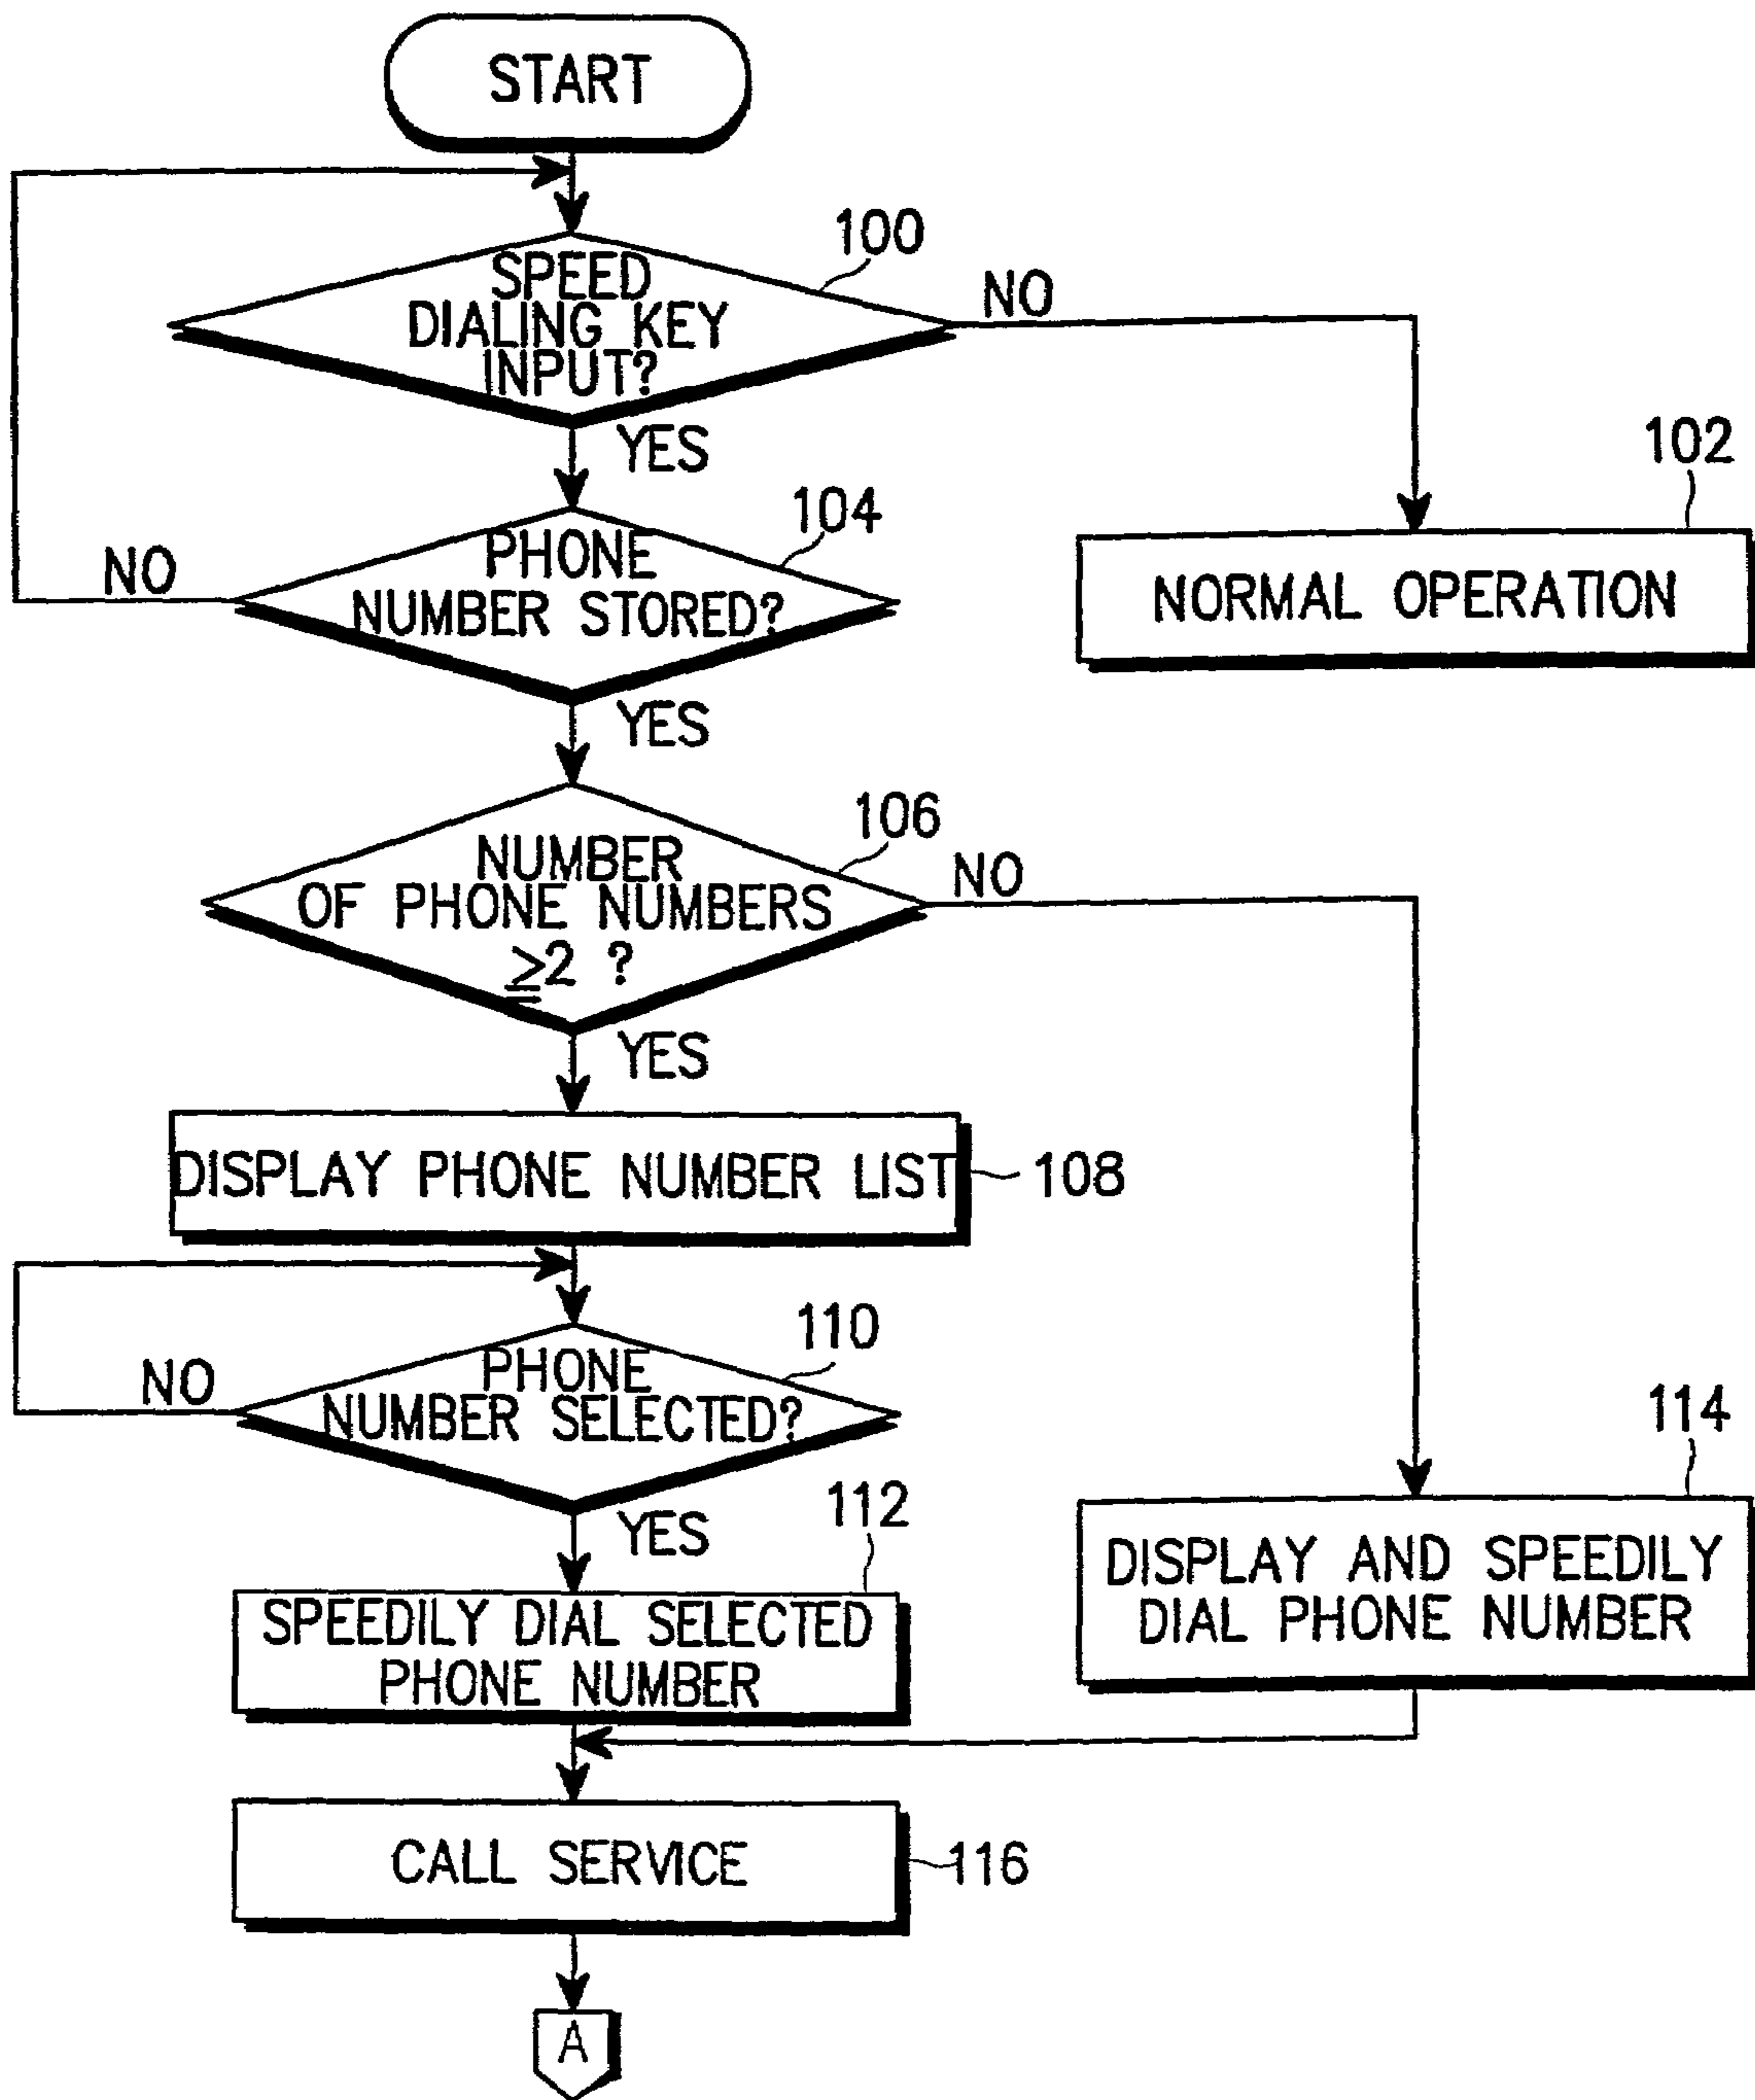 START
100
SPEED
DIALING KEY
INPUT?
NO
YES
102
NORMAL OPERATION
104
PHONE
NUMBER STORED?
NO
YES
106
NUMBER
OF PHONE NUMBERS
≧2 ?
NO
YES
DISPLAY PHONE NUMBER LIST
108
110
PHONE
NUMBER SELECTED?
NO
YES
112
SPEEDILY DIAL SELECTED
PHONE NUMBER
114
DISPLAY AND SPEEDILY
DIAL PHONE NUMBER
CALL SERVICE
116
A